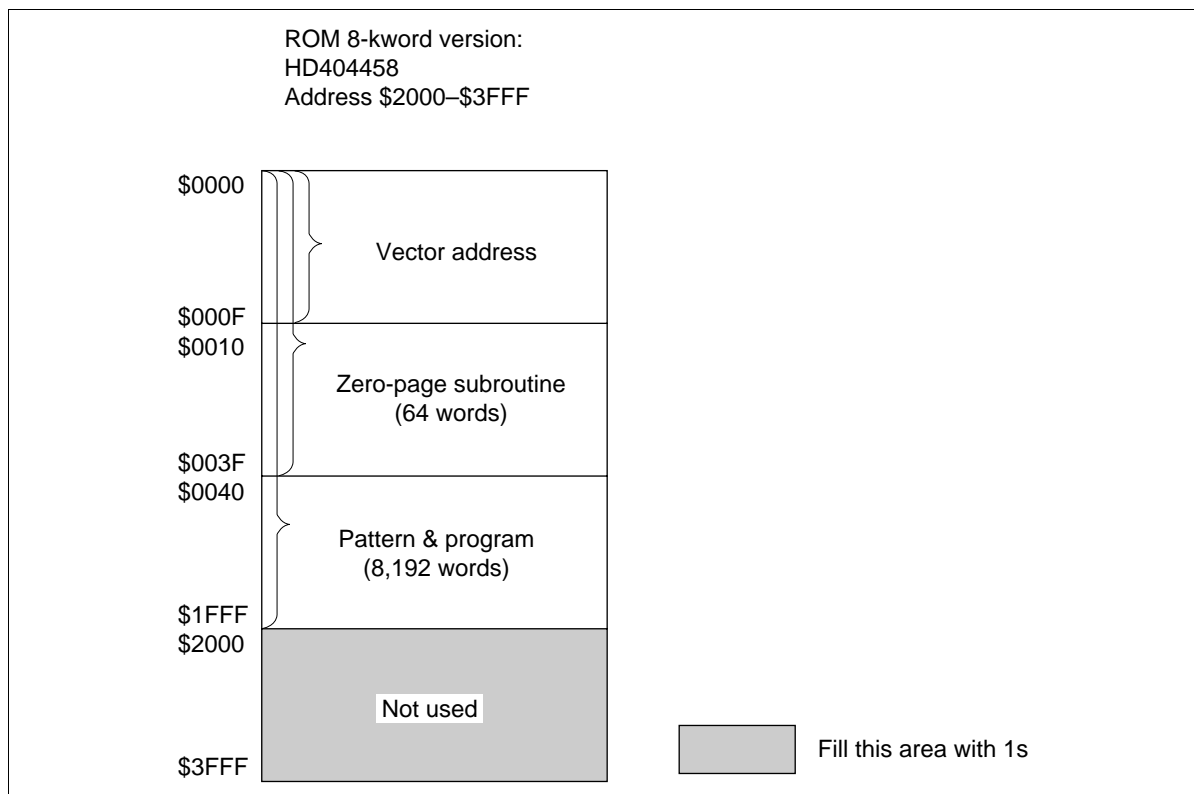 ROM 8-kword version:
HD404458
Address $2000–$3FFF
$0000
Vector address
$000F
$0010
Zero-page subroutine
(64 words)
$003F
$0040
Pattern & program
(8,192 words)
$1FFF
$2000
Not used
Fill this area with 1s
$3FFF